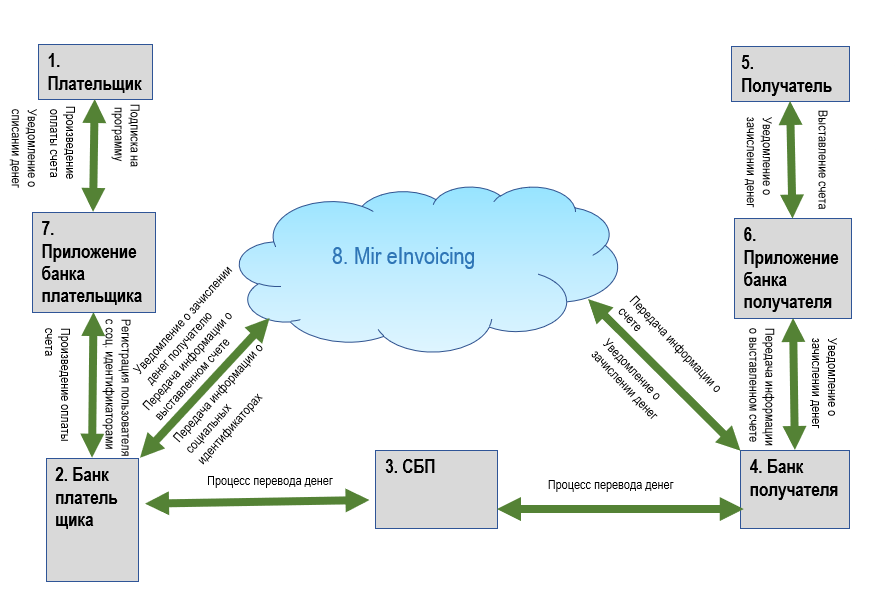 1.
Плательщик
5.
Получатель
Подписка на
программу
Произведение
оплаты счета
Уведомление о
списании денег
Выставление счета
Уведомление о
зачислении денег
7.
Приложение
банка
плательщика
8. Mir eInvoicing
6.
Приложение
банка
получателя
Уведомление о зачислении
денег получателю
Передача информации о
выставленном счете
Передача информации о
социальных
идентификаторах
Передача информации о
счете
Уведомление о
зачислении денег
Регистрация пользователя
с соц. идентификаторами
Произведение оплаты
счета
Уведомление о
зачислении денег
Передача информации
о выставленном счете
2. Банк
платель
щика
Процесс перевода денег
3. СБП
Процесс перевода денег
4. Банк
получателя